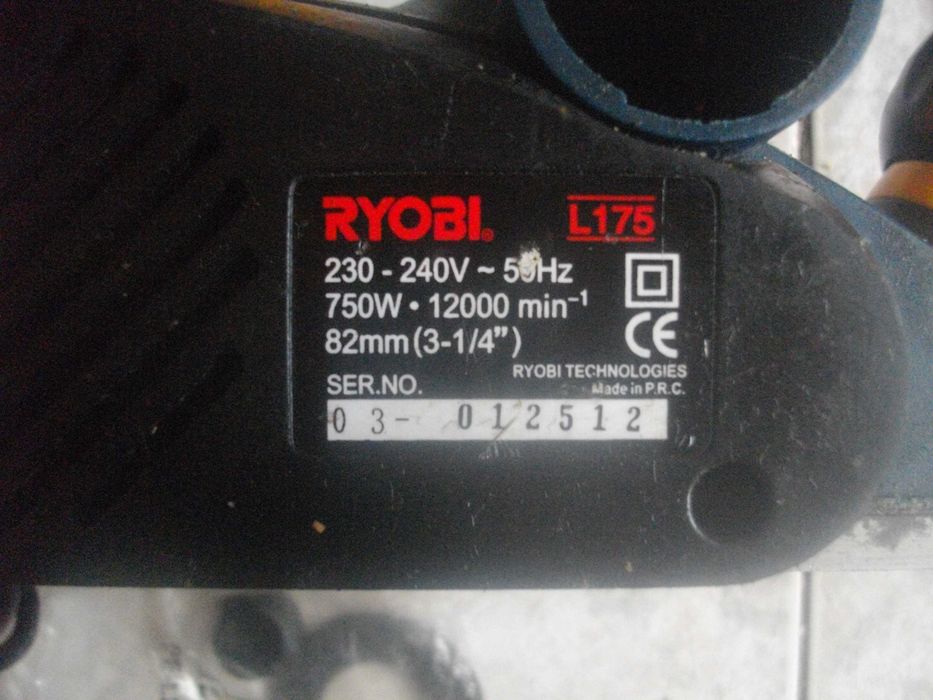 RYOBI® L175
230 - 240V ~ 50Hz
750W • 12000 min⁻¹
82mm (3-1/4")
CE
RYOBI TECHNOLOGIES
SER.NO. Made in P.R.C.
03- 012512